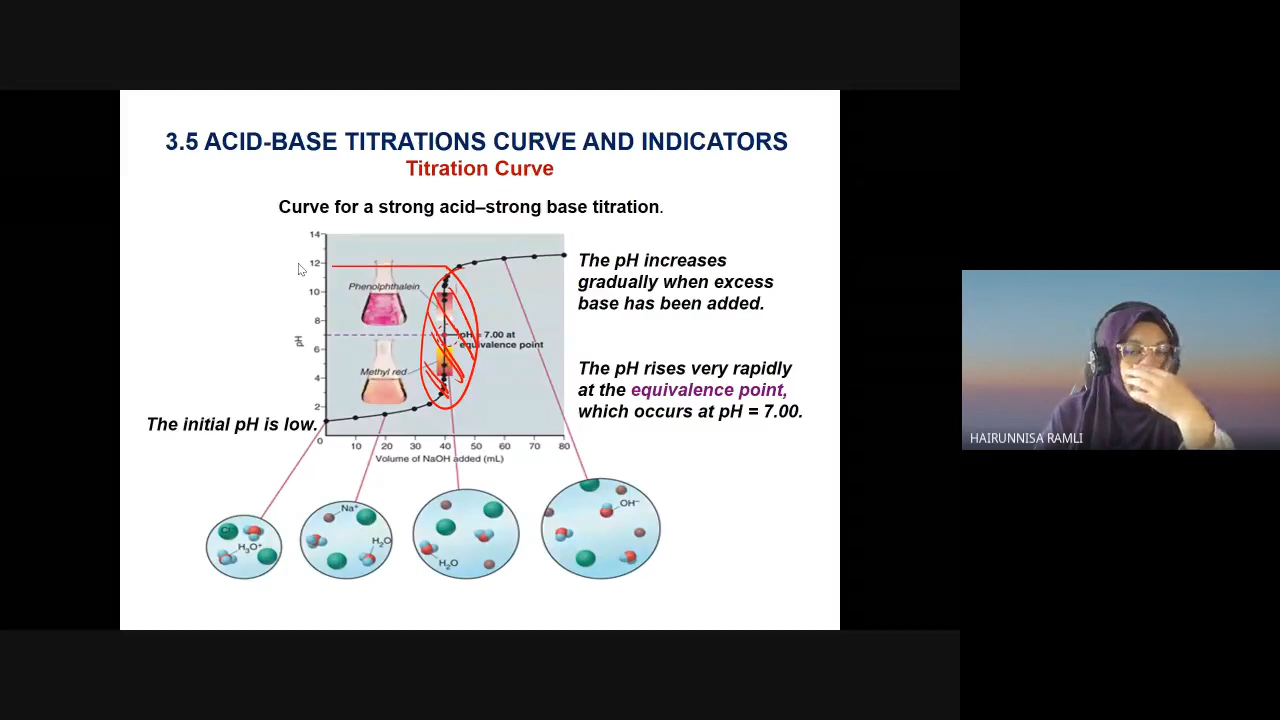 3.5 ACID-BASE TITRATIONS CURVE AND INDICATORS
Titration Curve
Curve for a strong acid–strong base titration.
14
12
10
8
6
4
2
0
pH
Phenolphthalein
Methyl red
pH = 7.00 at
equivalence point
10 20 30 40 50 60 70 80
Volume of NaOH added (mL)
The initial pH is low.
The pH increases
gradually when excess
base has been added.
The pH rises very rapidly
at the equivalence point,
which occurs at pH = 7.00.
Cl⁻
H₃O⁺
Na⁺
H₂O
H₂O
OH⁻
HAIRUNNISA RAMLI